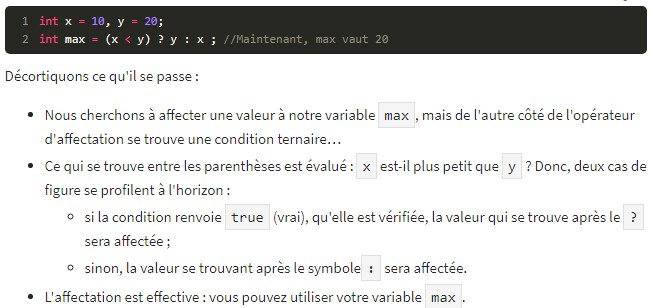 1 int x = 10, y = 20;
2 int max = (x < y) ? y : x ; //Maintenant, max vaut 20
Décortiquons ce qu'il se passe :
• Nous cherchons à affecter une valeur à notre variable max , mais de l'autre côté de l'opérateur
d'affectation se trouve une condition ternaire…
• Ce qui se trouve entre les parenthèses est évalué : x est-il plus petit que y ? Donc, deux cas de
figure se profilent à l'horizon :
◦ si la condition renvoie true (vrai), qu'elle est vérifiée, la valeur qui se trouve après le ?
sera affectée ;
◦ sinon, la valeur se trouvant après le symbole : sera affectée.
• L'affectation est effective : vous pouvez utiliser votre variable max .